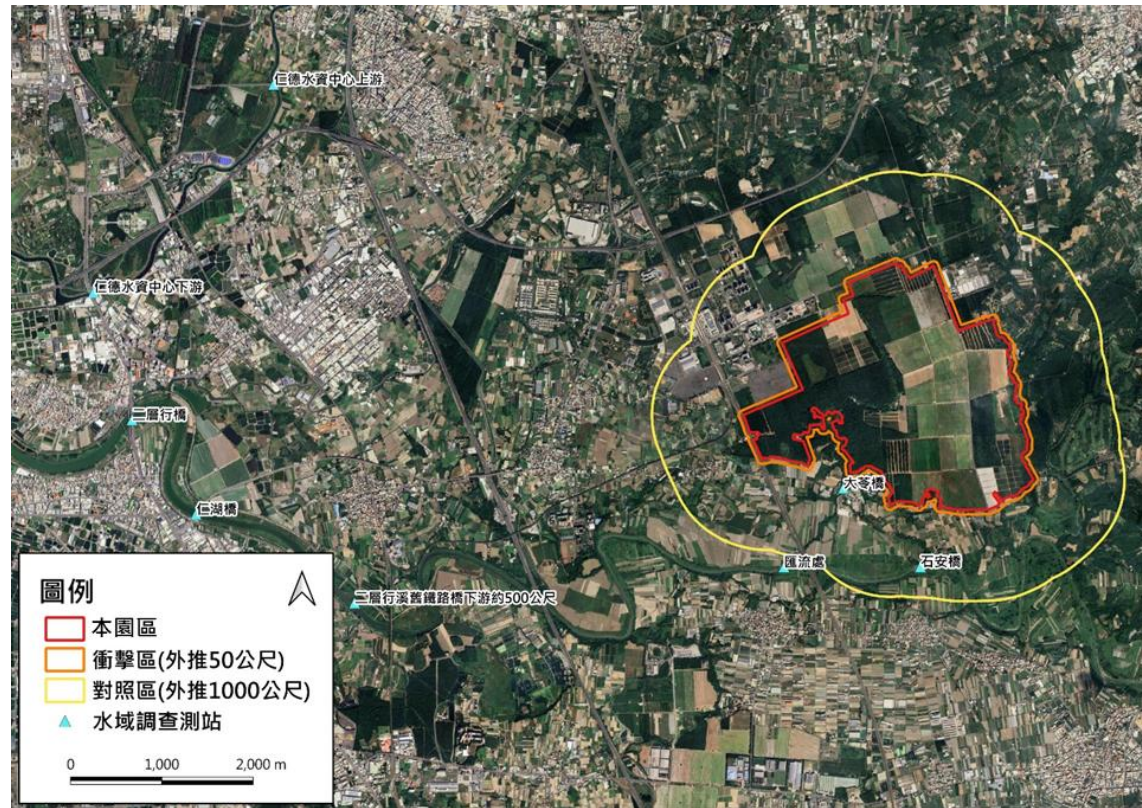 仁德水資中心上游
仁德水資中心下游
二層行橋
大苓橋
仁湖橋
匯流處
石安橋
二層行溪舊鐵路橋下游約500公尺
圖例
本園區
衝擊區(外推50公尺)
對照區(外推1000公尺)
水域調查測站
0 1,000 2,000 m